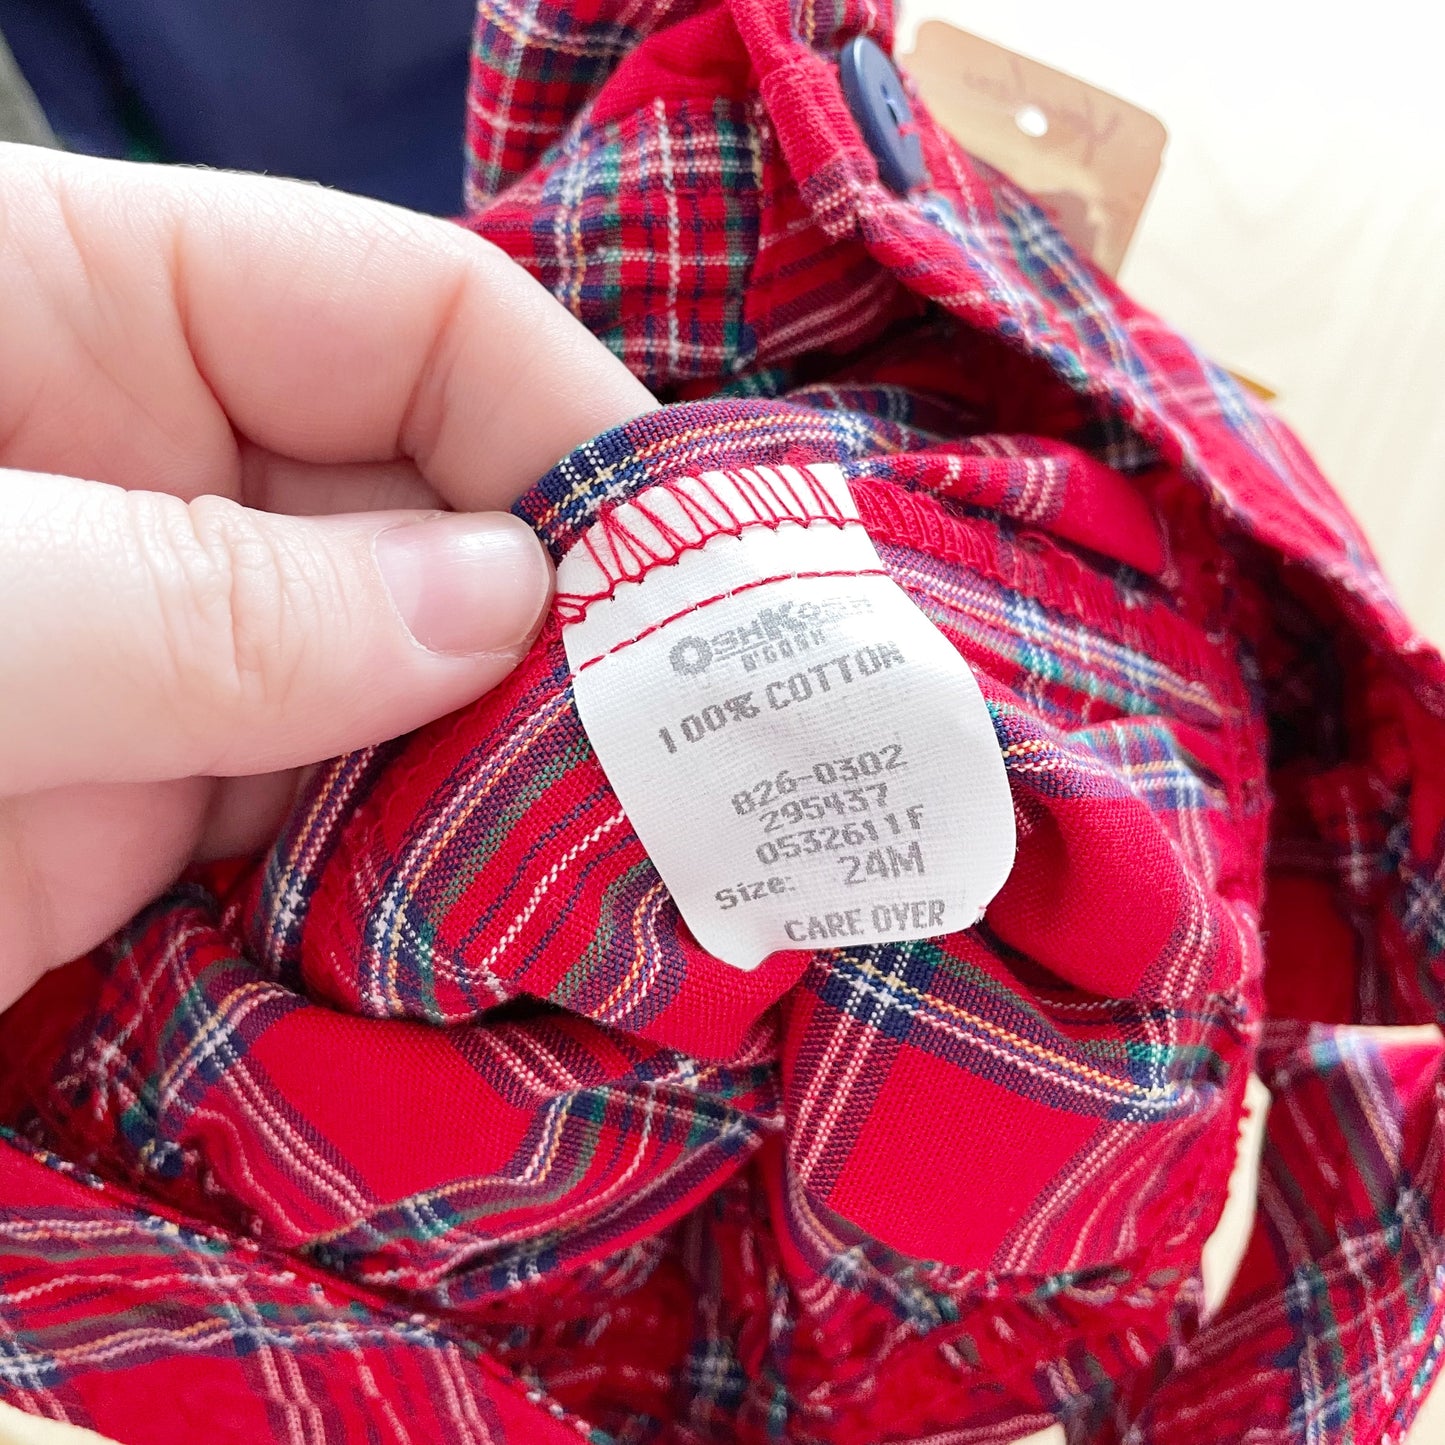 OSHKOSH
B'GOSH
100% COTTON
826-0302
295437
0532611F
Size: 24M
CARE OVER